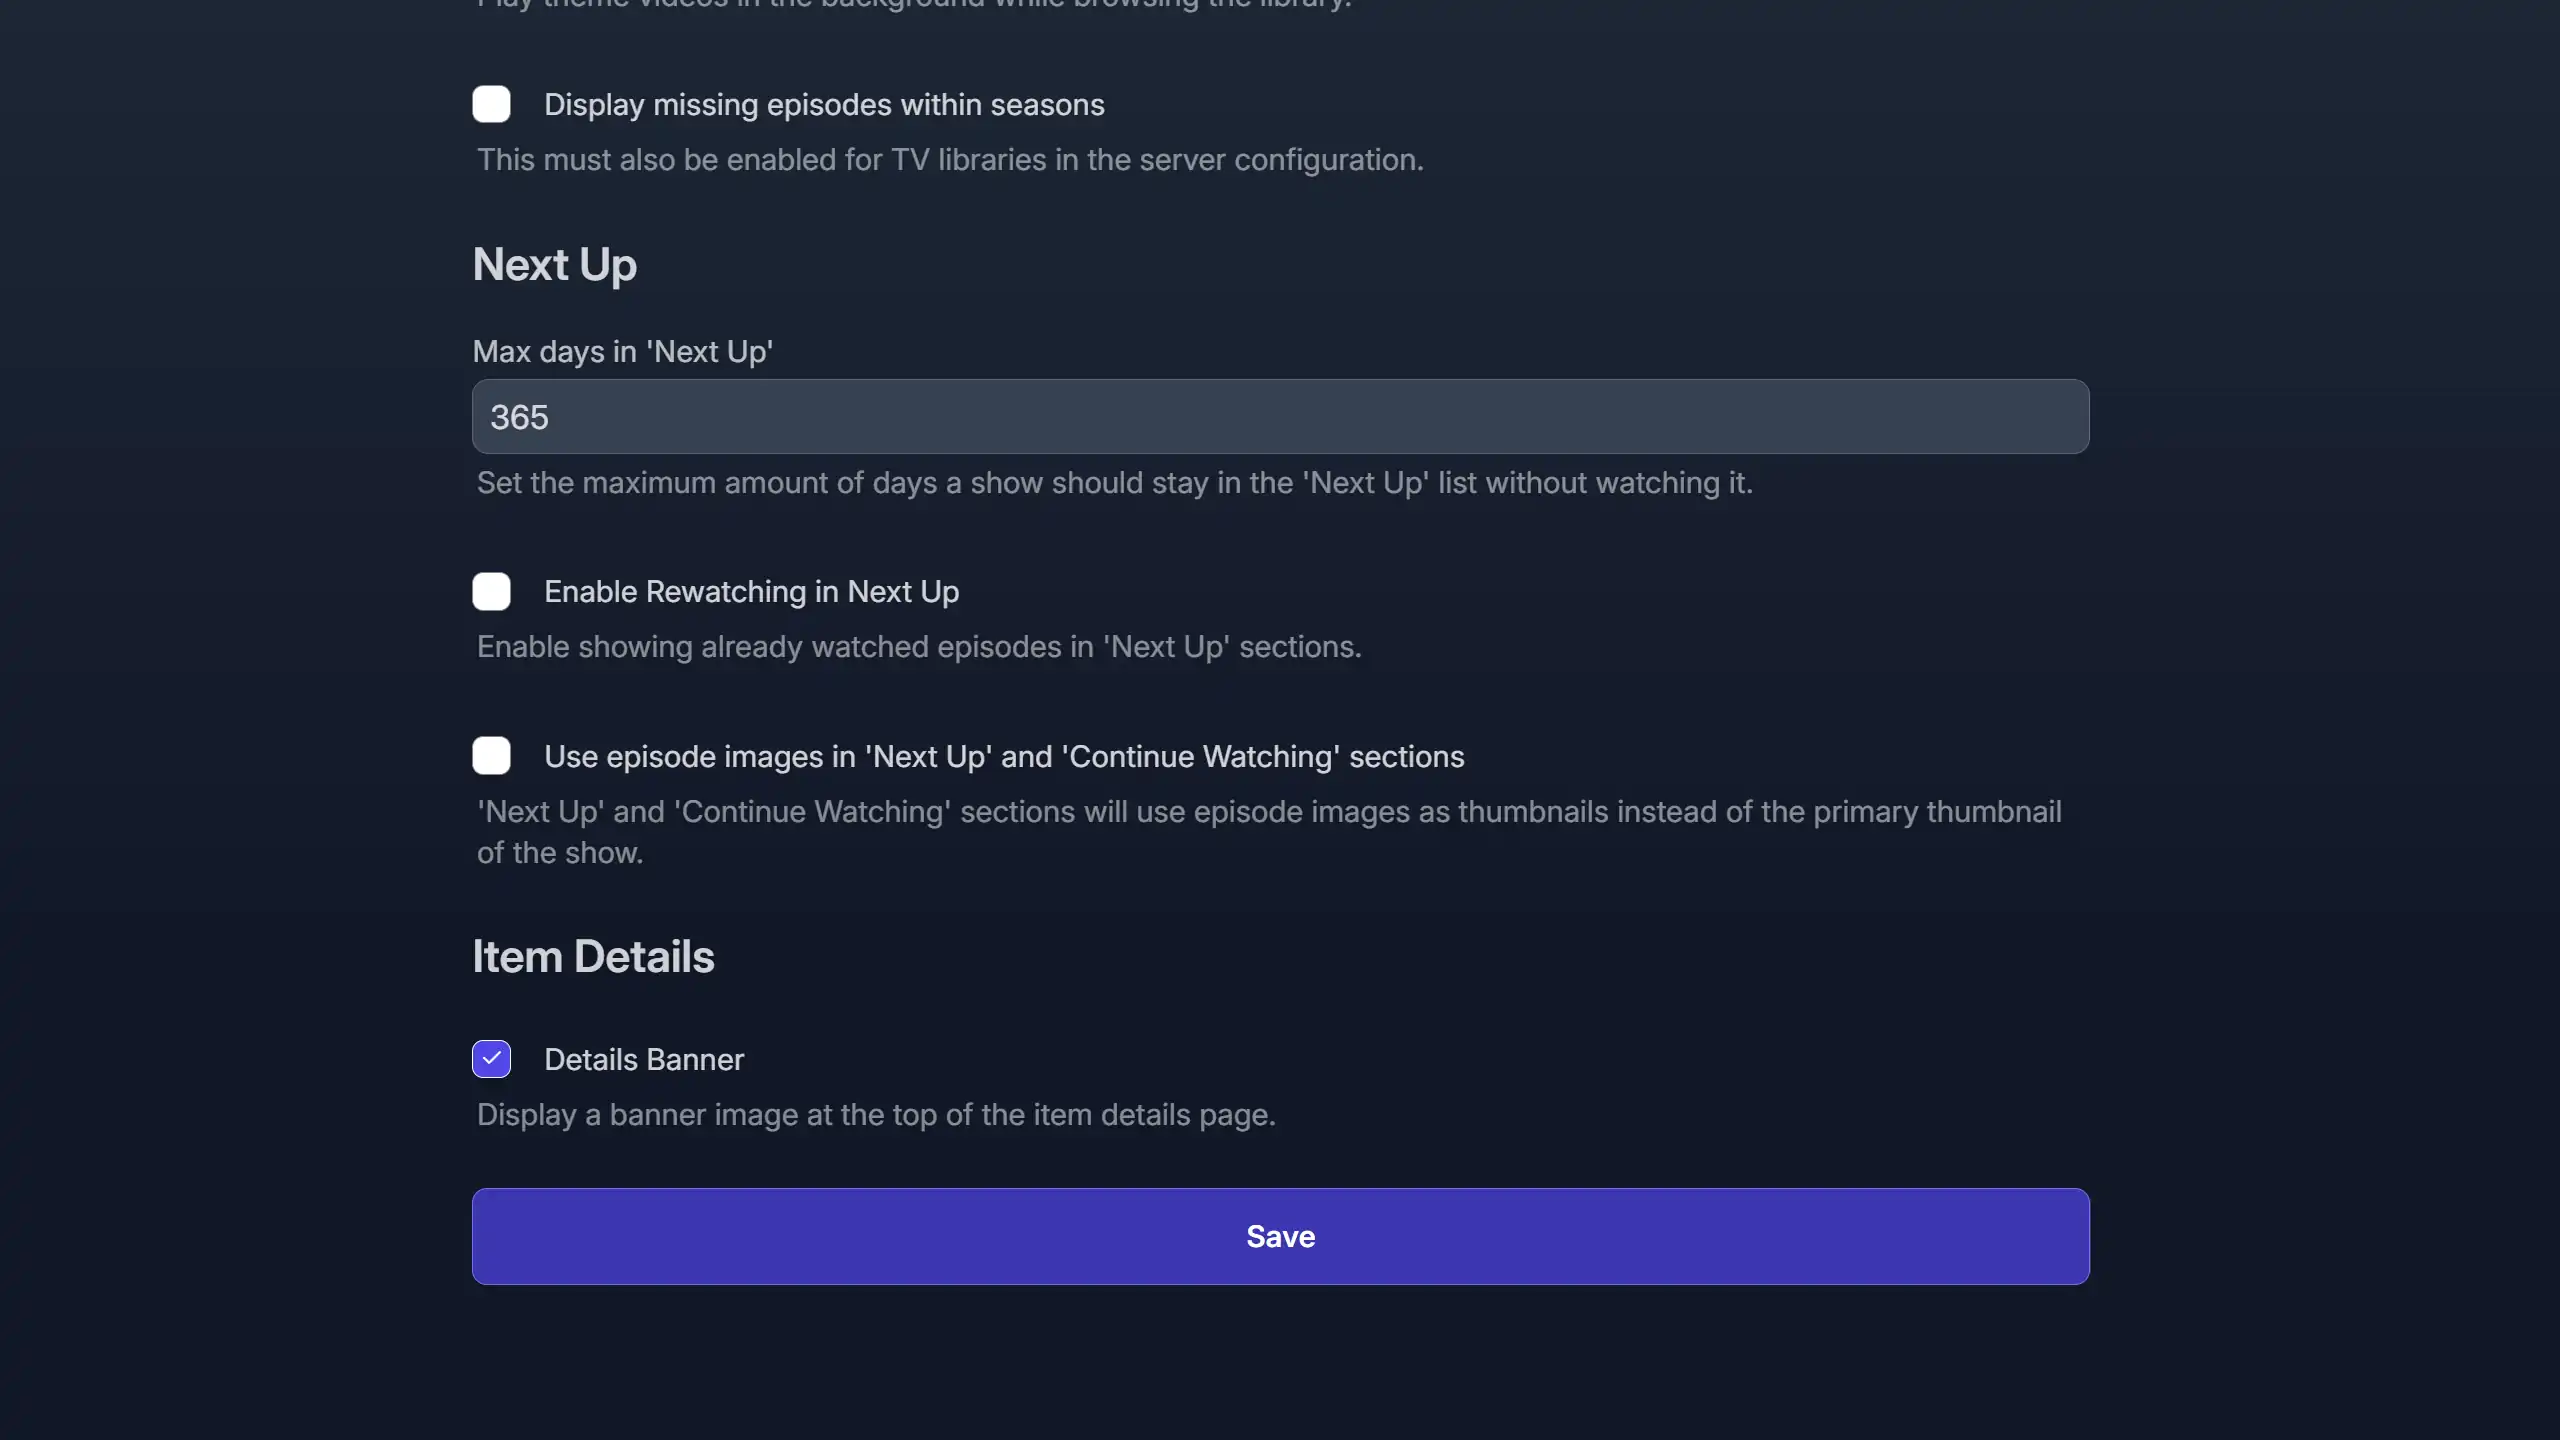 Play theme videos in the background while browsing the library.
Display missing episodes within seasons
This must also be enabled for TV libraries in the server configuration.
Next Up
Max days in 'Next Up'
365
Set the maximum amount of days a show should stay in the 'Next Up' list without watching it.
Enable Rewatching in Next Up
Enable showing already watched episodes in 'Next Up' sections.
Use episode images in 'Next Up' and 'Continue Watching' sections
'Next Up' and 'Continue Watching' sections will use episode images as thumbnails instead of the primary thumbnail
of the show.
Item Details
Details Banner
Display a banner image at the top of the item details page.
Save